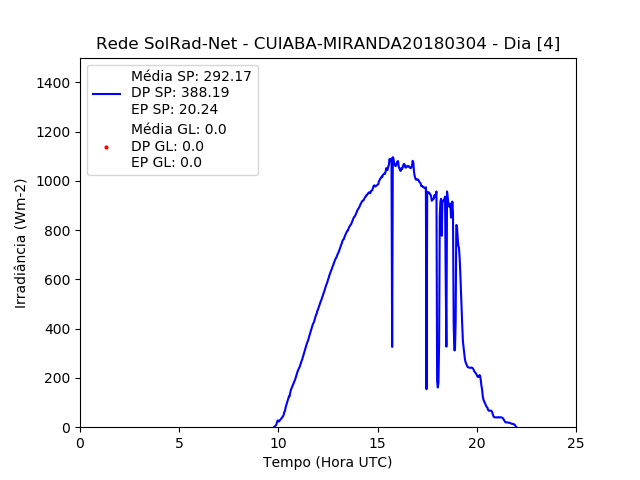 Rede SolRad-Net - CUIABA-MIRANDA20180304 - Dia [4]
Média SP: 292.17
DP SP: 388.19
EP SP: 20.24
Média GL: 0.0
DP GL: 0.0
EP GL: 0.0
Irradiância (Wm-2)
1400
1200
1000
800
600
400
200
0
0 5 10 15 20 25
Tempo (Hora UTC)